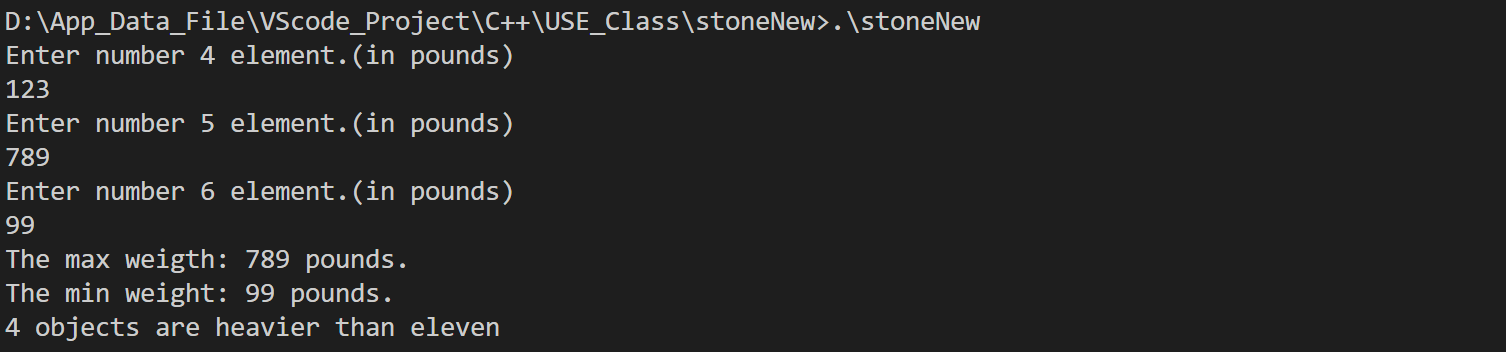 D:\App_Data_File\VScode_Project\C++\USE_Class\stoneNew>.\stoneNew
Enter number 4 element.(in pounds)
123
Enter number 5 element.(in pounds)
789
Enter number 6 element.(in pounds)
99
The max weigth: 789 pounds.
The min weight: 99 pounds.
4 objects are heavier than eleven